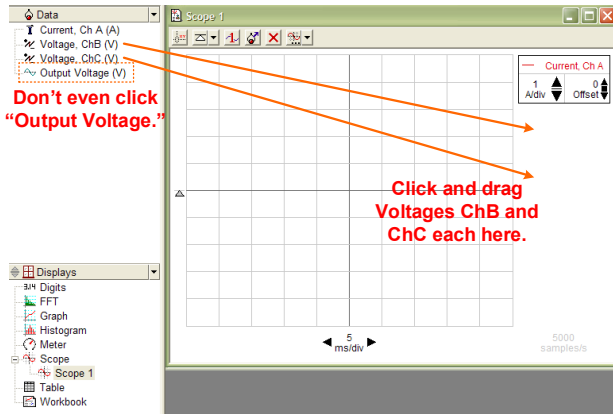 Data
Current, Ch A (A)
Voltage, ChB (V)
Voltage, ChC (V)
Output Voltage (V)
Don't even click
“Output Voltage.”
Scope 1
Current, Ch A
1
A/div
0
Offset
Click and drag
Voltages ChB and
ChC each here.
5
ms/div
5000
samples/s
Displays
3.14 Digits
FFT
Graph
Histogram
Meter
Scope
Scope 1
Table
Workbook